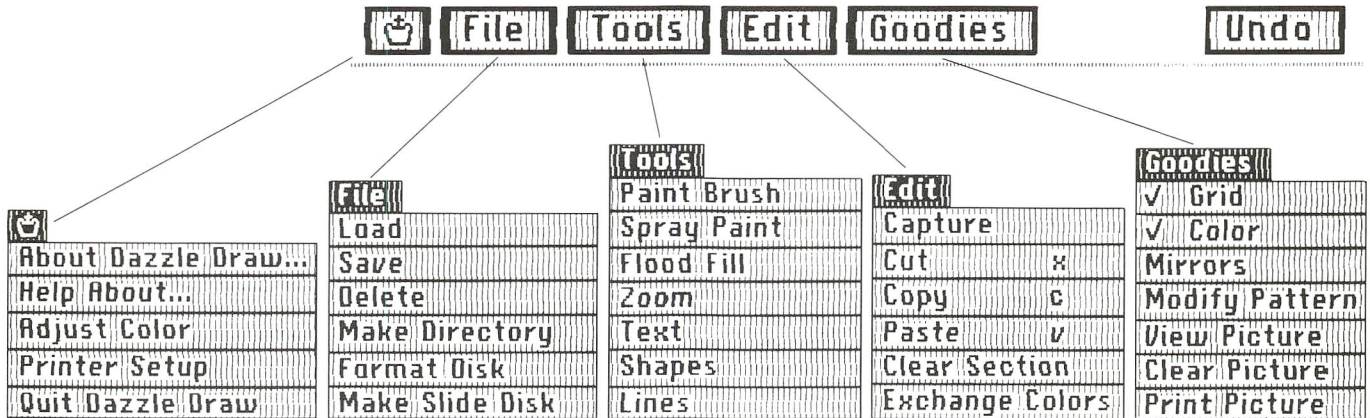 File Tools Edit Goodies Undo
About Dazzle Draw...
Help About...
Adjust Color
Printer Setup
Quit Dazzle Draw
File
Load
Save
Delete
Make Directory
Format Disk
Make Slide Disk
Tools
Paint Brush
Spray Paint
Flood Fill
Zoom
Text
Shapes
Lines
Edit
Capture
Cut x
Copy c
Paste v
Clear Section
Exchange Colors
Goodies
✓ Grid
✓ Color
Mirrors
Modify Pattern
View Picture
Clear Picture
Print Picture